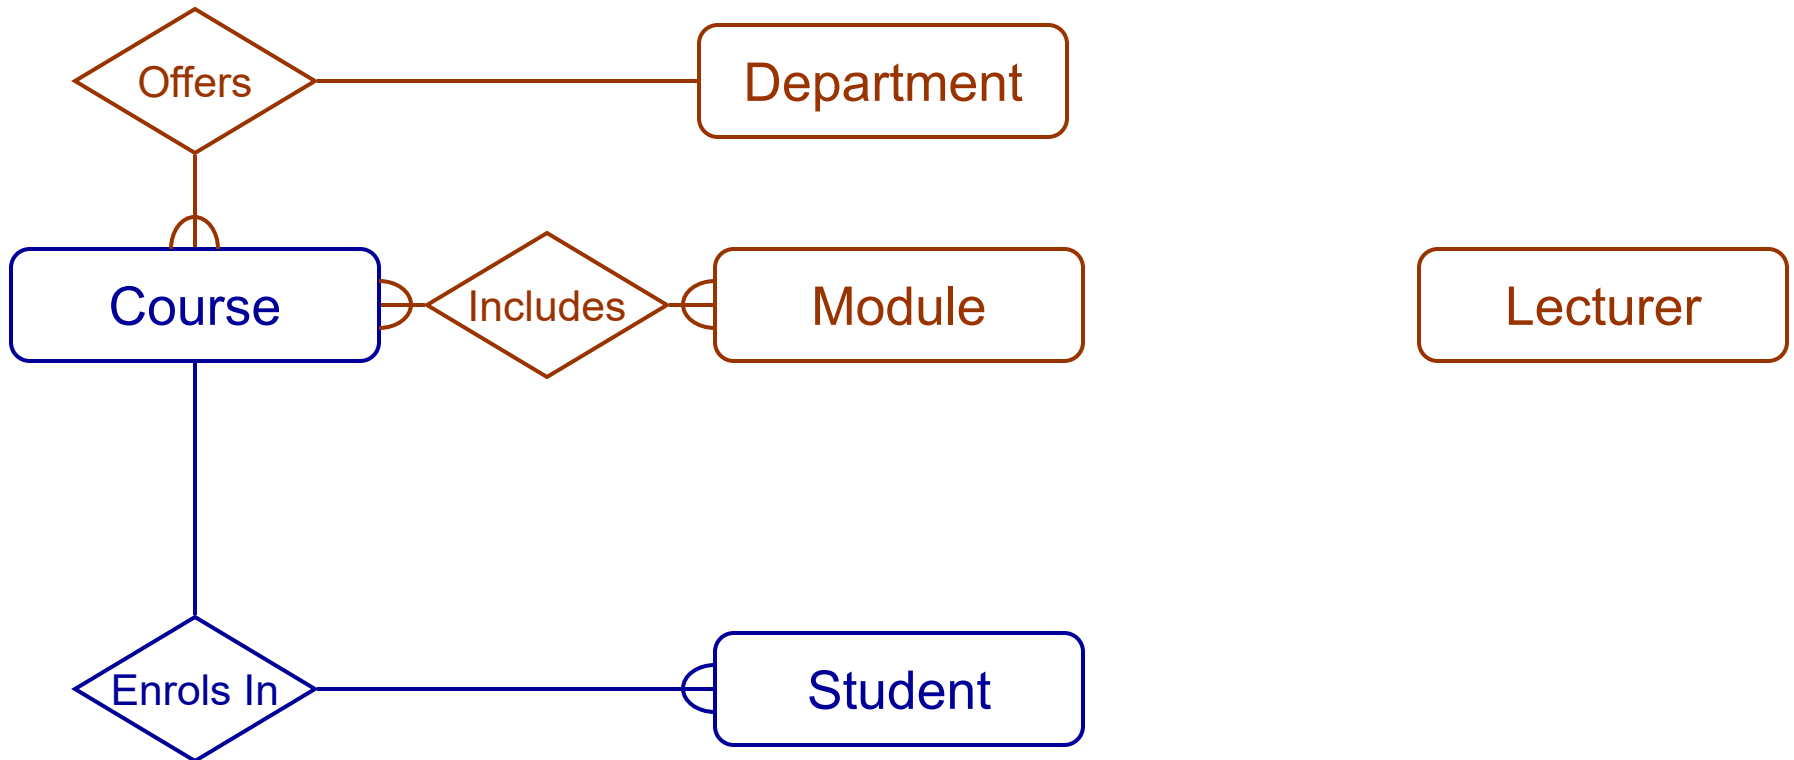 Offers
Department
Course
Includes
Module
Lecturer
Enrols In
Student